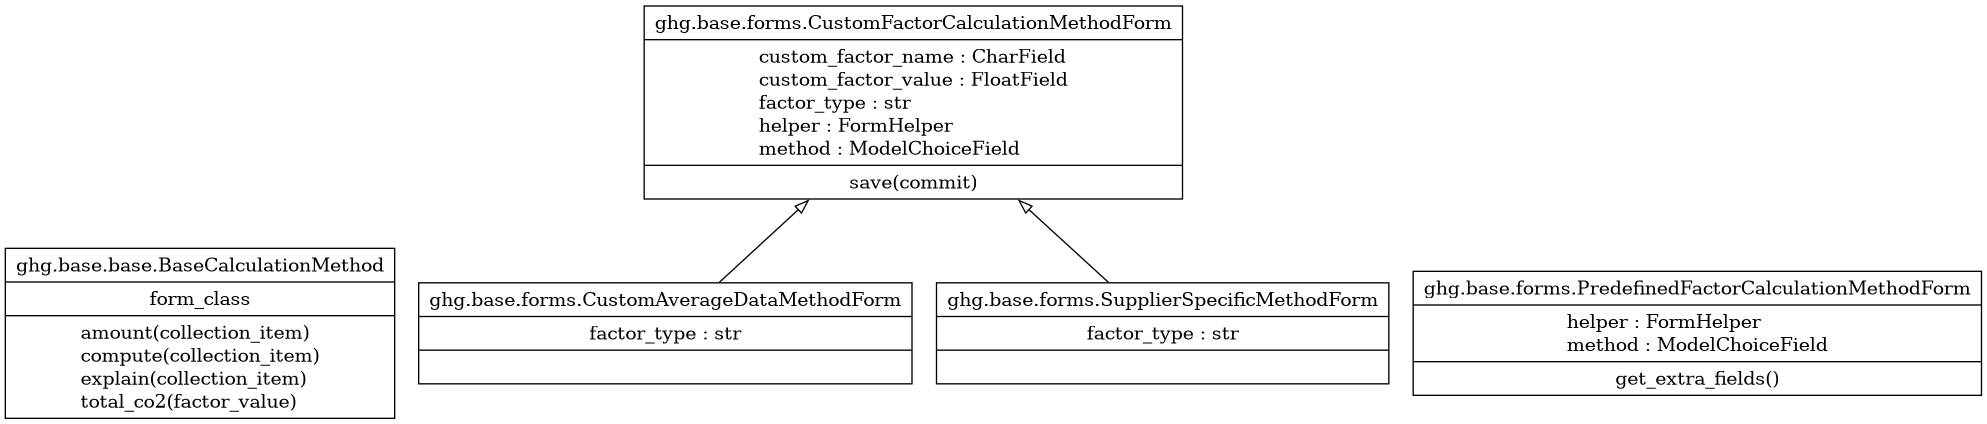 ghg.base.forms.CustomFactorCalculationMethodForm
custom_factor_name : CharField
custom_factor_value : FloatField
factor_type : str
helper : FormHelper
method : ModelChoiceField
save(commit)
ghg.base.base.BaseCalculationMethod
form_class
amount(collection_item)
compute(collection_item)
explain(collection_item)
total_co2(factor_value)
ghg.base.forms.CustomAverageDataMethodForm
factor_type : str
ghg.base.forms.SupplierSpecificMethodForm
factor_type : str
ghg.base.forms.PredefinedFactorCalculationMethodForm
helper : FormHelper
method : ModelChoiceField
get_extra_fields()